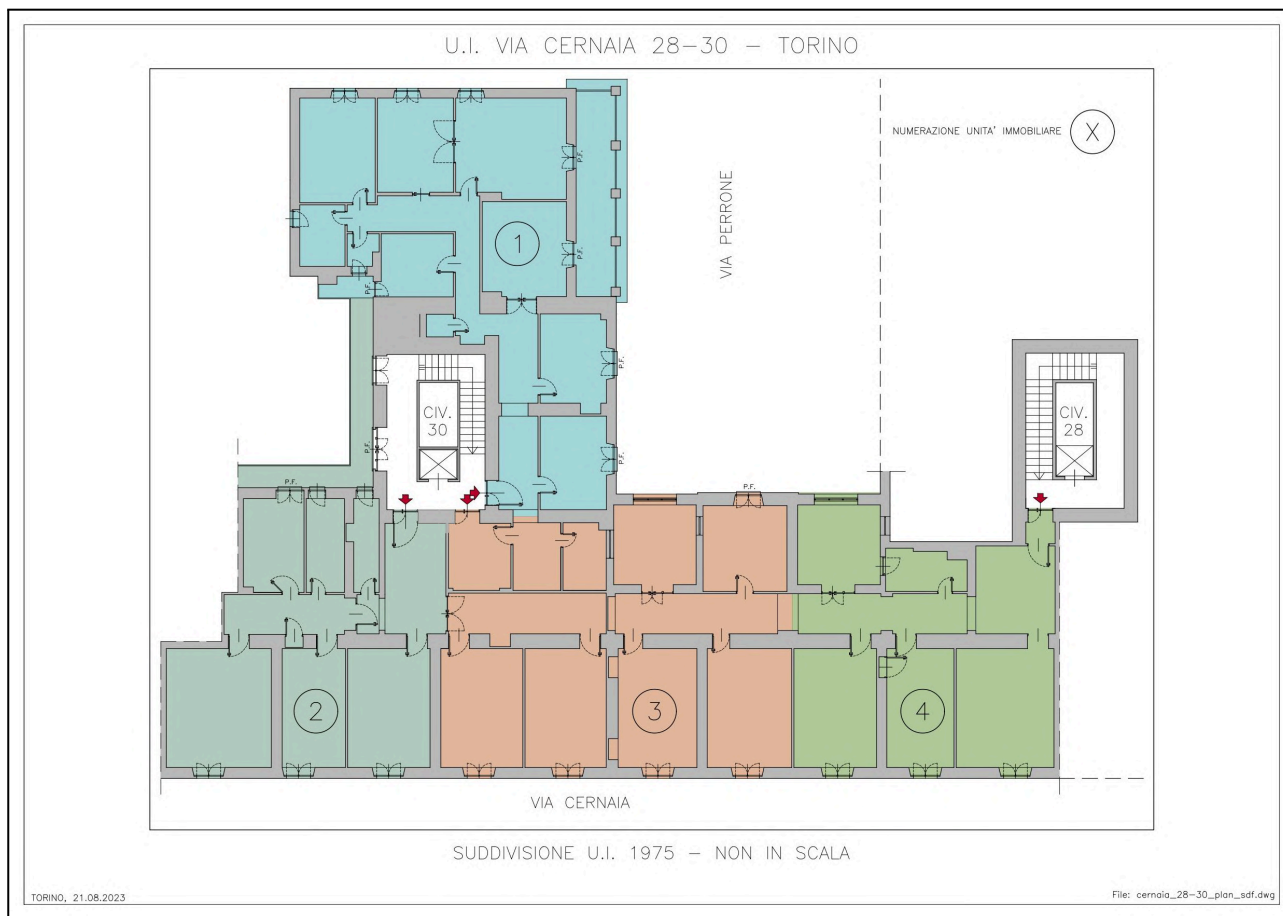 U.I. VIA CERNAIA 28-30 - TORINO
NUMERAZIONE UNITA' IMMOBILIARE X
VIA PERRONE
P.F.
1
P.F.
P.F.
P.F.
CIV.
30
CIV.
28
P.F.
P.F.
P.F.
P.F.
2
3
4
VIA CERNAIA
SUDDIVISIONE U.I. 1975 - NON IN SCALA
TORINO, 21.08.2023
File: cernaia_28-30_plan_sdf.dwg